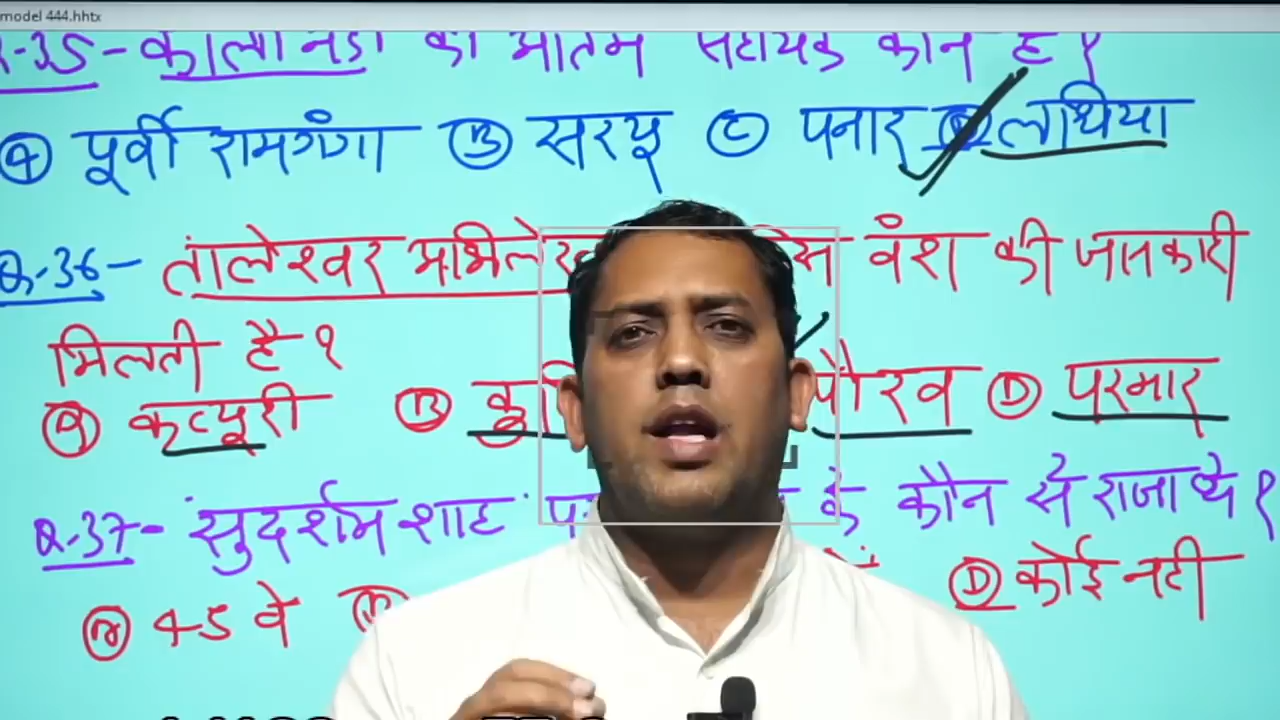 model 444.hhtx
Q-35- काली नदी की अंतिम सहायक कौन है?
A पूर्वी रामगंगा B सरयू C पनार D लधिया
Q-36- तालेश्वर अभिलेख वंश की जानकारी
मिलती है?
A कत्यूरी B पौरव D परमार
Q-37- सुदर्शन शाह के कौन से राजा थे?
A 45 वे D कोई नही